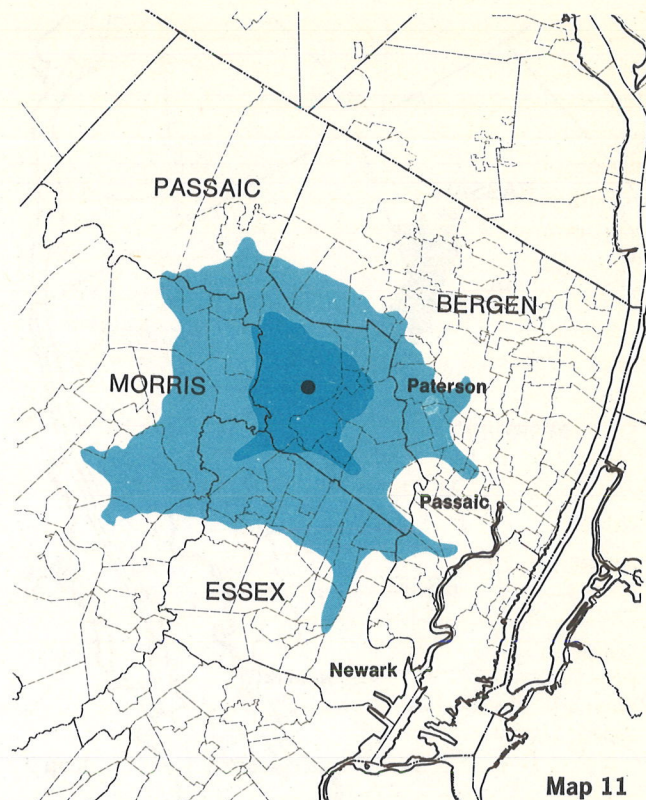 PASSAIC
BERGEN
MORRIS
Paterson
Passaic
ESSEX
Newark
Map 11